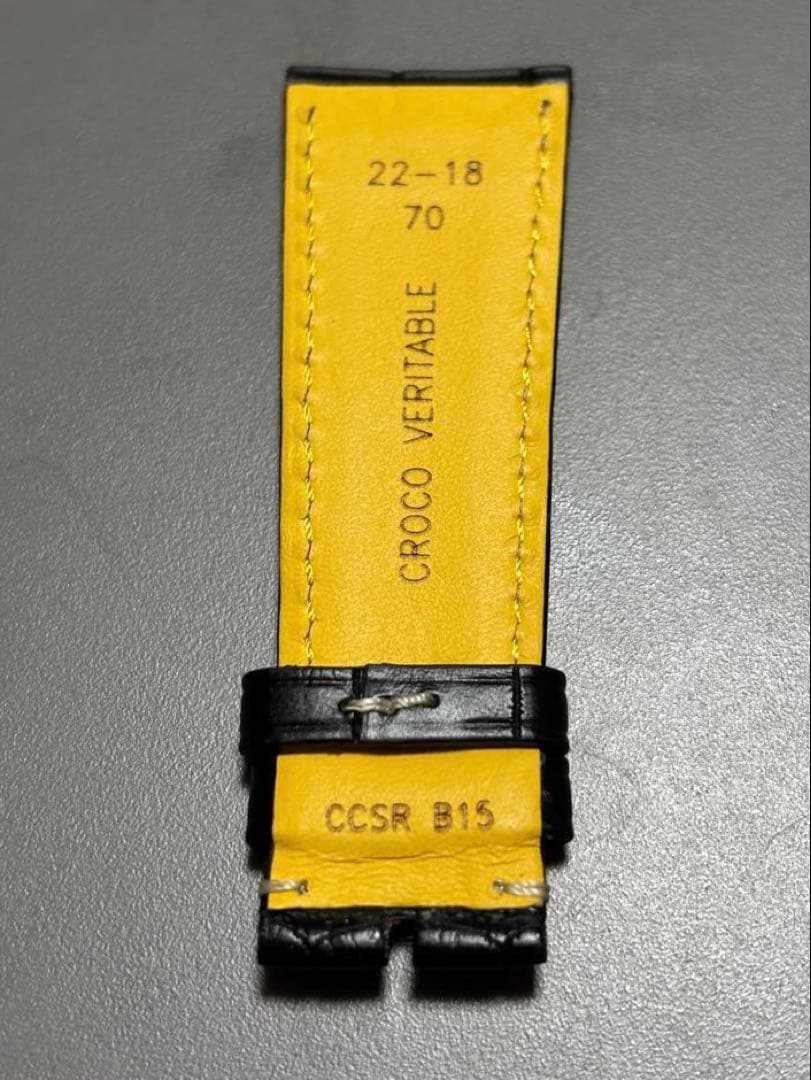 22-18
70
CROCO VERITABLE
CCSR B15